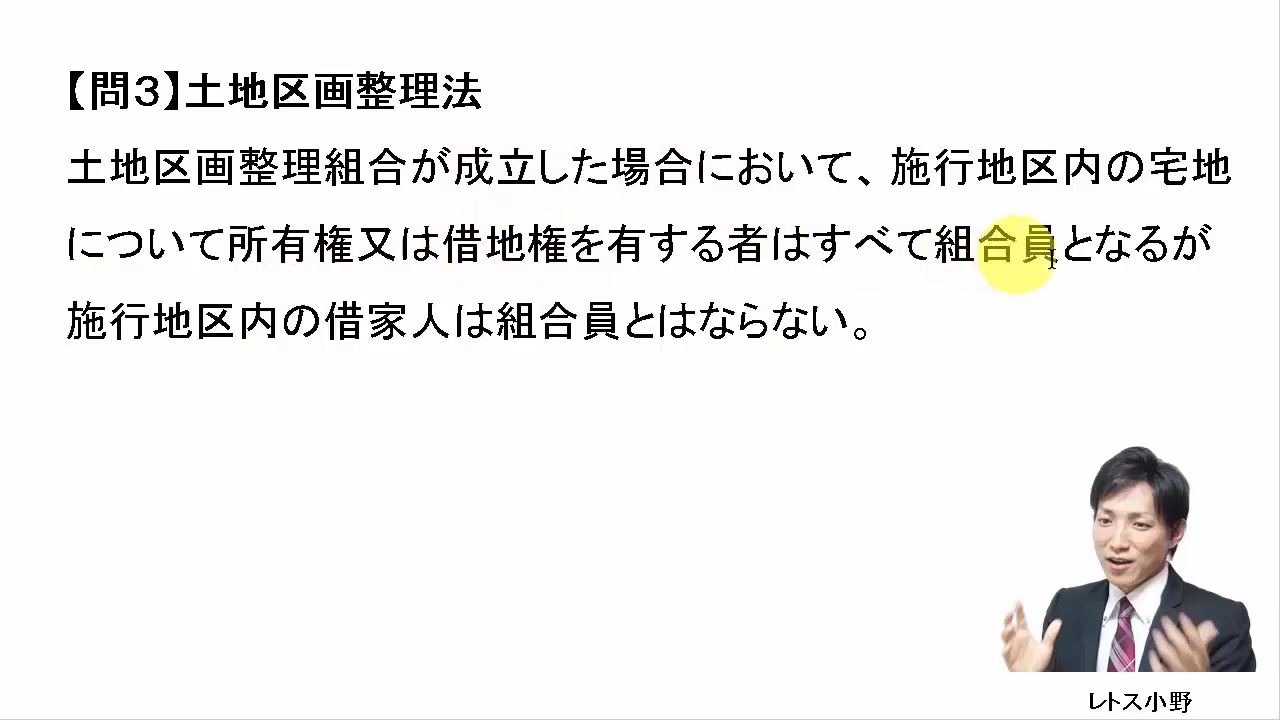 【問３】土地区画整理法
土地区画整理組合が成立した場合において、施行地区内の宅地
について所有権又は借地権を有する者はすべて組合員となるが
施行地区内の借家人は組合員とはならない。
レトス小野